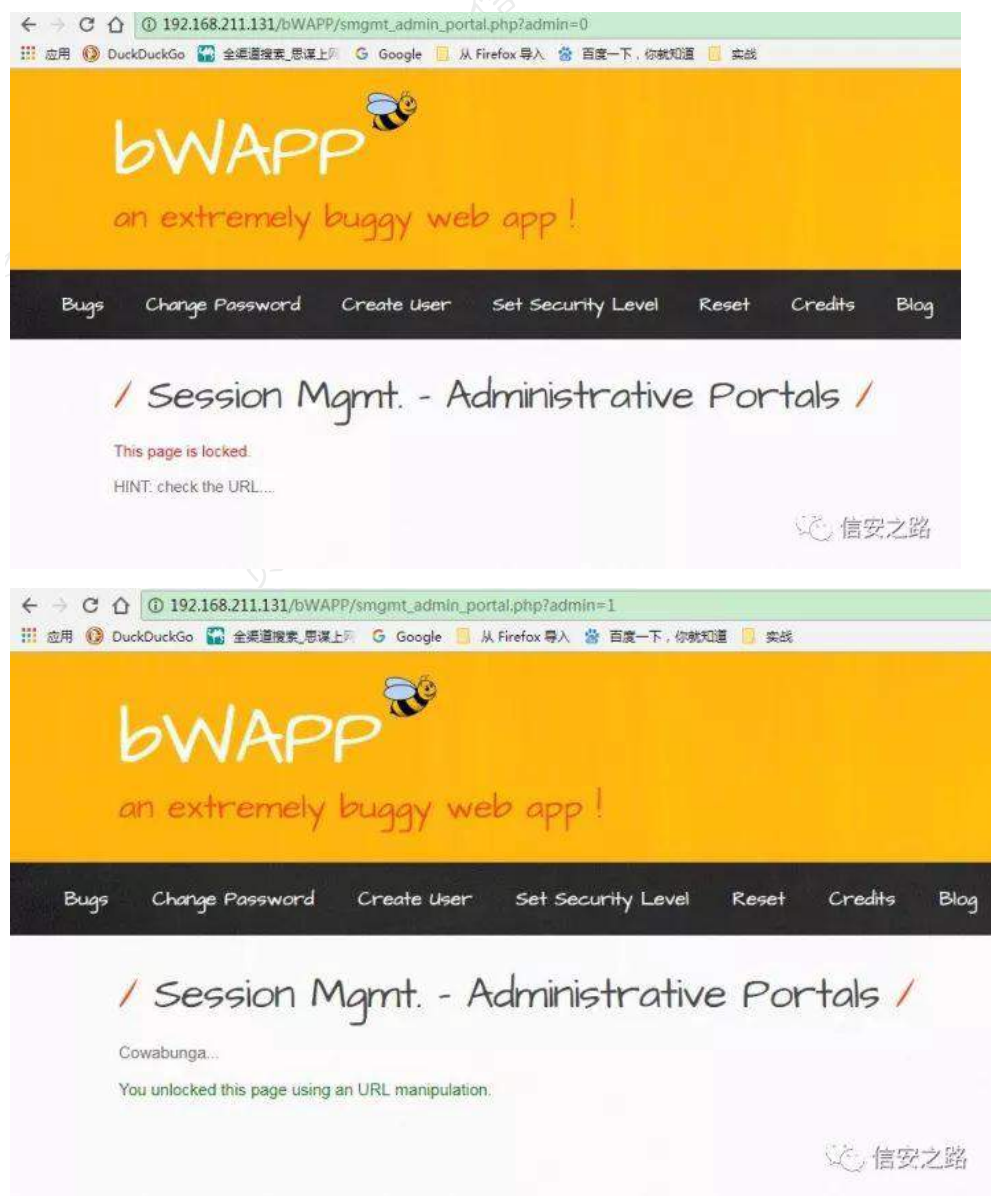 192.168.211.131/bWAPP/smgmt_admin_portal.php?admin=0
应用 DuckDuckGo 全渠道搜索_思谋上网 G Google 从 Firefox 导入 百度一下，你就知道 实战
bWAPP
an extremely buggy web app !
Bugs Change Password Create User Set Security Level Reset Credits Blog
/ Session Mgmt. - Administrative Portals /
This page is locked.
HINT: check the URL...
信安之路
192.168.211.131/bWAPP/smgmt_admin_portal.php?admin=1
应用 DuckDuckGo 全渠道搜索_思谋上网 G Google 从 Firefox 导入 百度一下，你就知道 实战
bWAPP
an extremely buggy web app !
Bugs Change Password Create User Set Security Level Reset Credits Blog
/ Session Mgmt. - Administrative Portals /
Cowabunga...
You unlocked this page using an URL manipulation.
信安之路